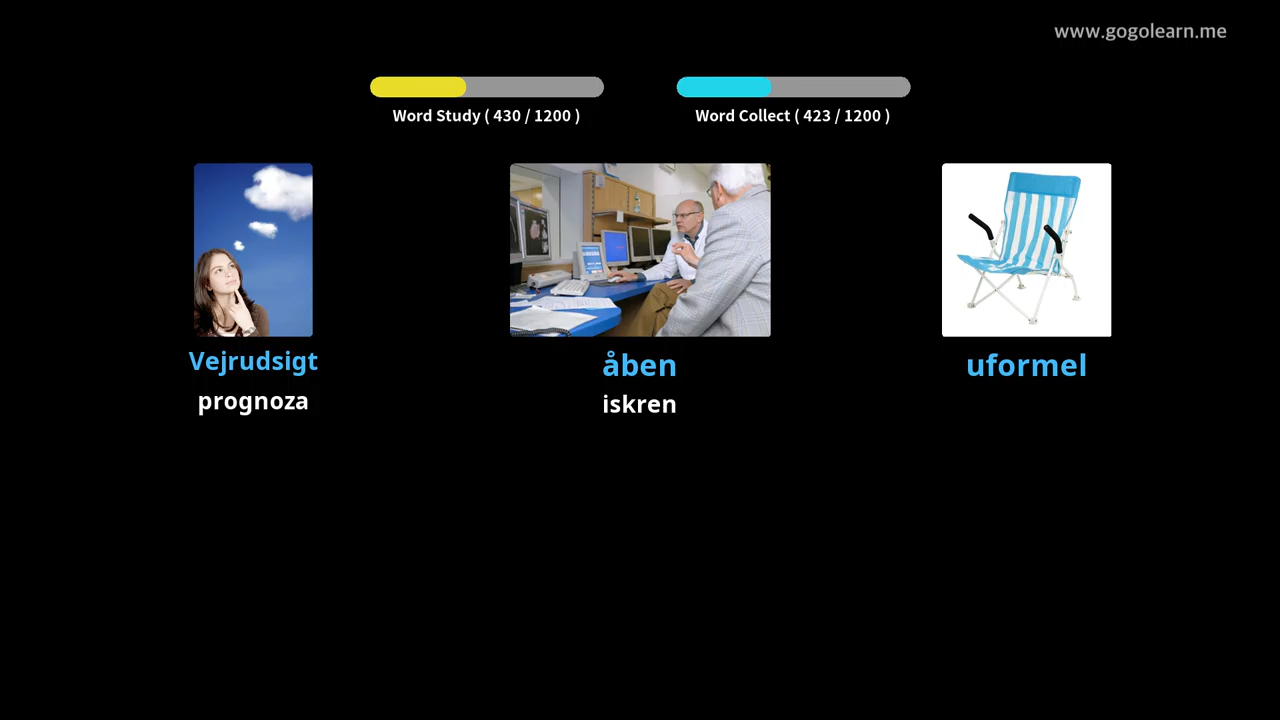 www.gogolearn.me
Word Study ( 430 / 1200 )
Word Collect ( 423 / 1200 )
Vejrudsigt
åben
uformel
prognoza
iskren